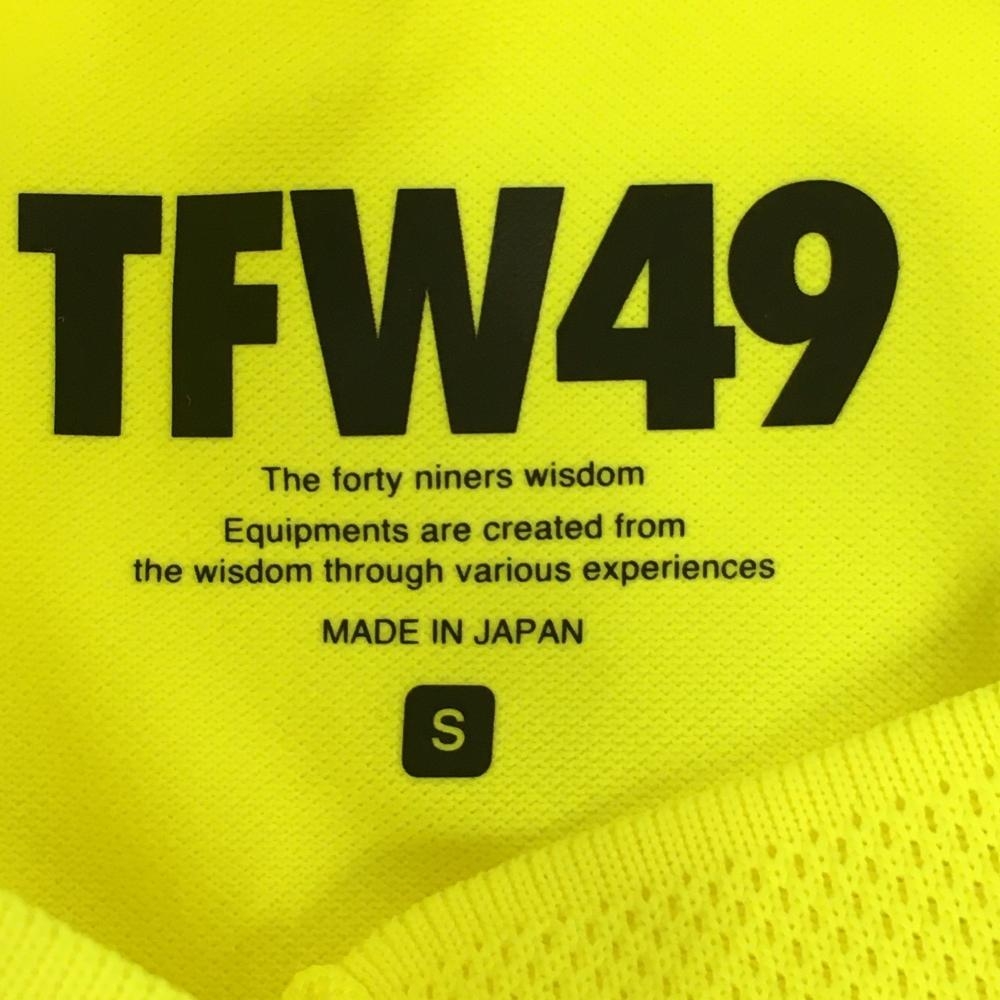 TFW49
The forty niners wisdom
Equipments are created from
the wisdom through various experiences
MADE IN JAPAN
S